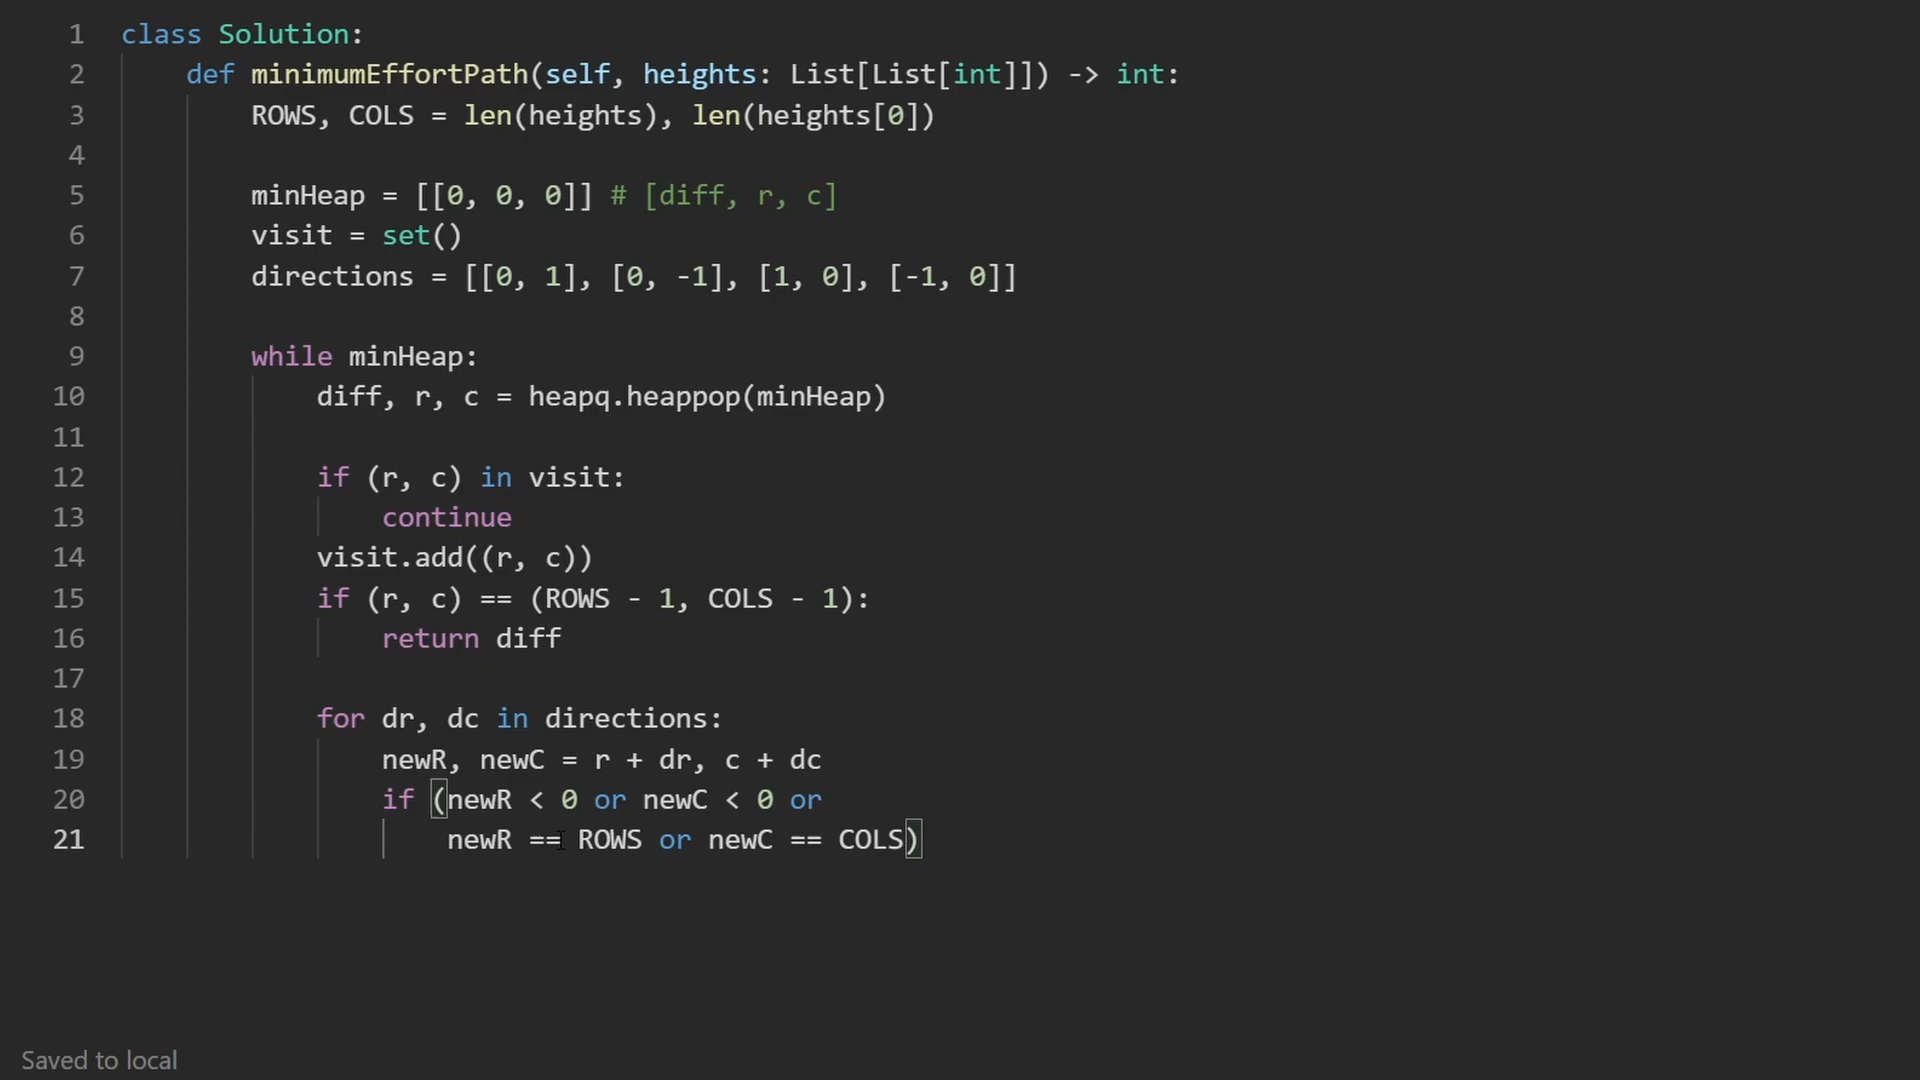 1 class Solution:
2 def minimumEffortPath(self, heights: List[List[int]]) -> int:
3 ROWS, COLS = len(heights), len(heights[0])
4
5 minHeap = [[0, 0, 0]] # [diff, r, c]
6 visit = set()
7 directions = [[0, 1], [0, -1], [1, 0], [-1, 0]]
8
9 while minHeap:
10 diff, r, c = heapq.heappop(minHeap)
11
12 if (r, c) in visit:
13 continue
14 visit.add((r, c))
15 if (r, c) == (ROWS - 1, COLS - 1):
16 return diff
17
18 for dr, dc in directions:
19 newR, newC = r + dr, c + dc
20 if (newR < 0 or newC < 0 or
21 newR == ROWS or newC == COLS)
Saved to local